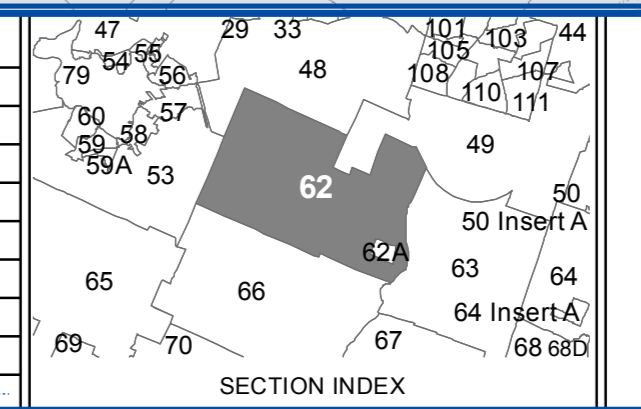 47 29 33 101 103 44
54 55 105
79 56 48 108 107
110 111
60 57
59 58 49
59A 53
62 50
50 Insert A
62A
65 66 63 64
64 Insert A
69 70 67 68 68D
SECTION INDEX